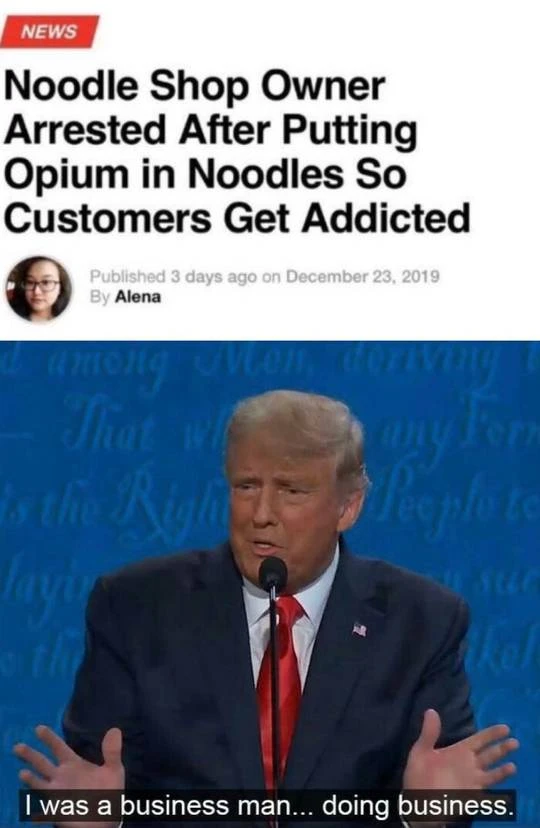 NEWS
Noodle Shop Owner
Arrested After Putting
Opium in Noodles So
Customers Get Addicted
Published 3 days ago on December 23, 2019
By Alena
among Men, deriving
That
any Form
is the Right
People to
laying
I was a business man... doing business.